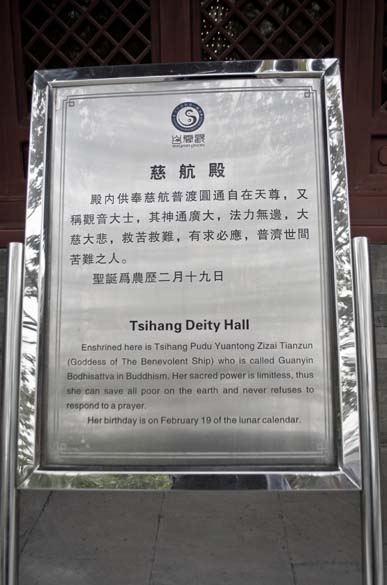 慈航殿
殿内供奉慈航普渡圓通自在天尊，又
稱觀音大士，其神通廣大，法力無邊，大
慈大悲，救苦救難，有求必應，普濟世間
苦難之人。
聖誕爲農歷二月十九日
Tsihang Deity Hall
Enshrined here is Tsihang Pudu Yuantong Zizai Tianzun
(Goddess of The Benevolent Ship) who is called Guanyin
Bodhisattva in Buddhism. Her sacred power is limitless, thus
she can save all poor on the earth and never refuses to
respond to a prayer.
Her birthday is on February 19 of the lunar calendar.